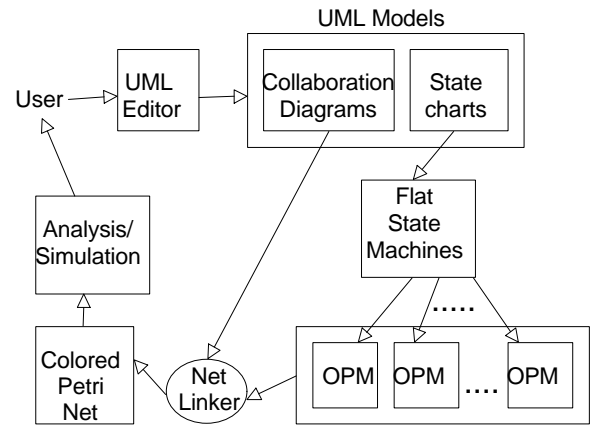 UML Models
User
UML
Editor
Collaboration
Diagrams
State
charts
Flat
State
Machines
Analysis/
Simulation
.....
Colored
Petri
Net
Net
Linker
OPM
OPM
....
OPM